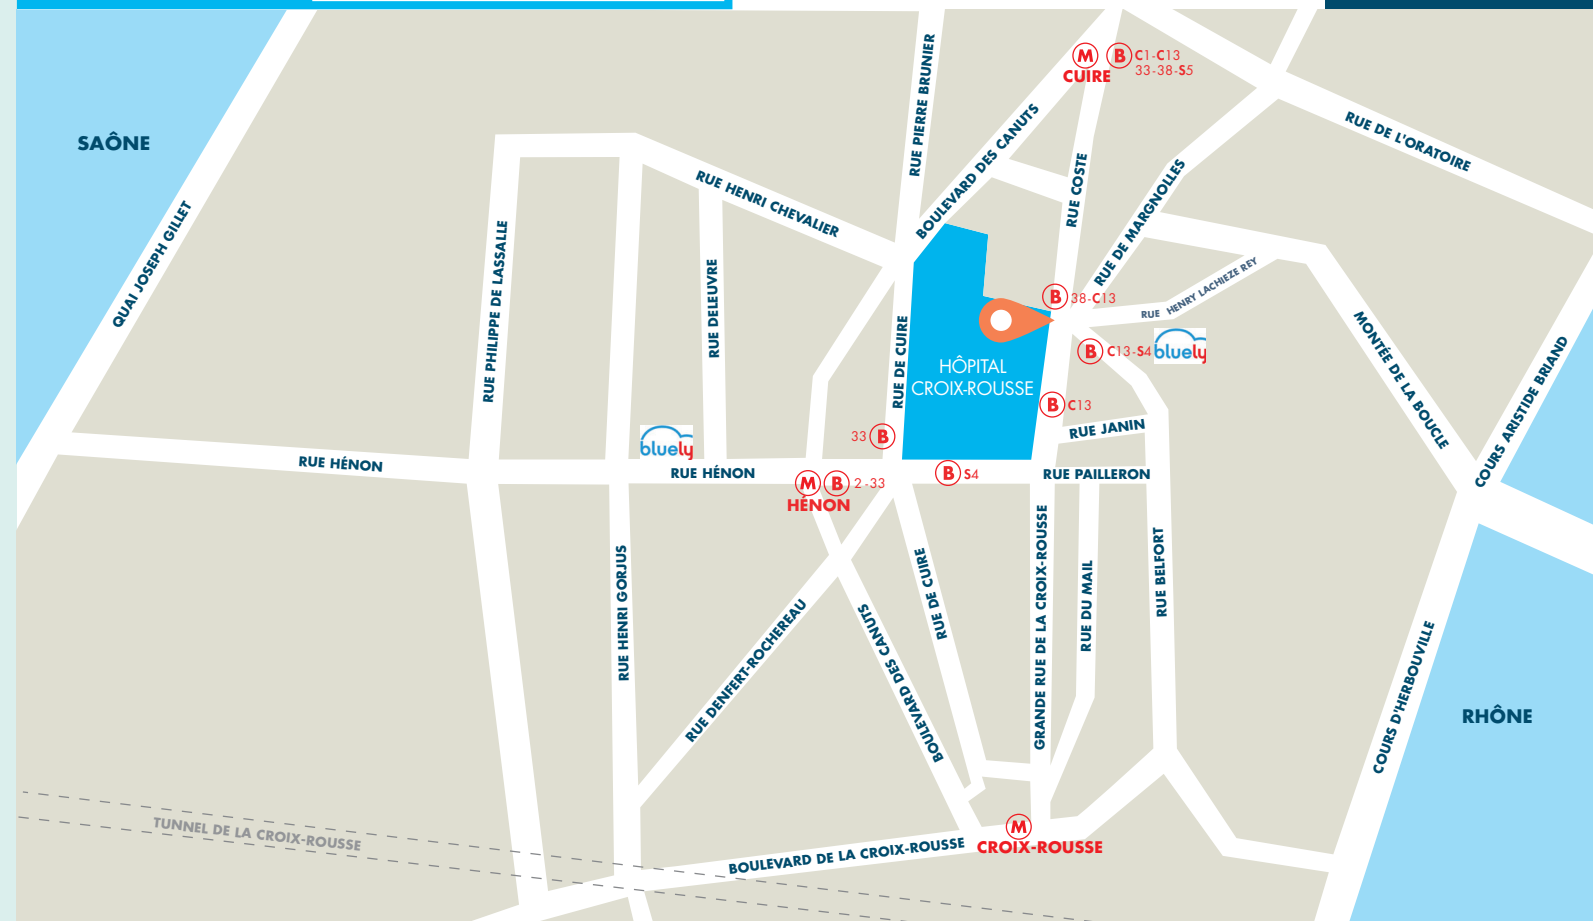 SAÔNE
QUAI JOSEPH GILLET
RUE PIERRE BRUNIER
M B C1-C13
33-38-S5
CUIRE
BOULEVARD DES CANUTS
RUE DE L'ORATOIRE
RUE HENRI CHEVALIER
RUE COSTE
RUE DE MARGNOLLES
RUE PHILIPPE DE LASSALLE
RUE DELEUVRE
RUE HENRY LACHIEZE REY
B 38-C13
B C13-S4
bluely
RUE DE CUIRE
HÔPITAL
CROIX-ROUSSE
B C13
MONTÉE DE LA BOUCLE
COURS ARISTIDE BRIAND
RUE JANIN
33 B
bluely
RUE HÉNON
RUE HÉNON
M B 2-33
HÉNON
B S4
RUE PAILLERON
RUE HENRI GORJUS
RUE DENFERT-ROCHEREAU
BOULEVARD DES CANUTS
RUE DE CUIRE
GRANDE RUE DE LA CROIX-ROUSSE
RUE DU MAIL
RUE BELFORT
COURS D'HERBOUVILLE
RHÔNE
TUNNEL DE LA CROIX-ROUSSE
BOULEVARD DE LA CROIX-ROUSSE
M
CROIX-ROUSSE